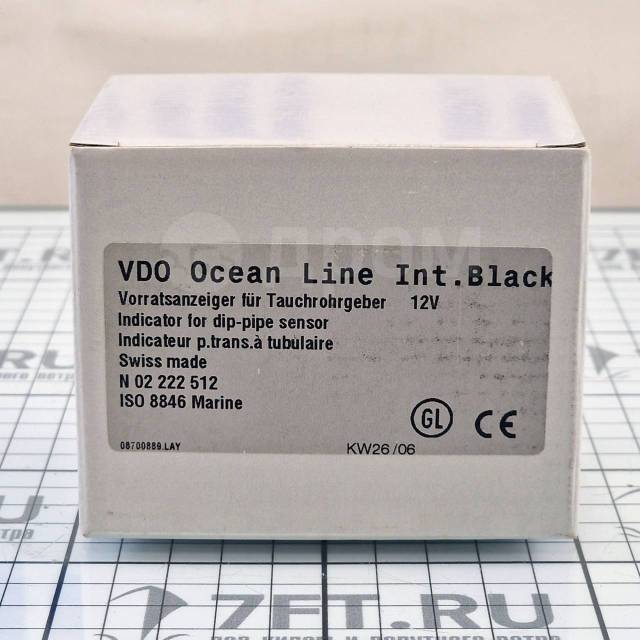 ДРОМ
VDO Ocean Line Int.Black
Vorratsanzeiger für Tauchrohrgeber 12V
Indicator for dip-pipe sensor
Indicateur p.trans.à tubulaire
Swiss made
N 02 222 512
ISO 8846 Marine
GL CE
08700889.LAY
KW26/06
7FT.RU